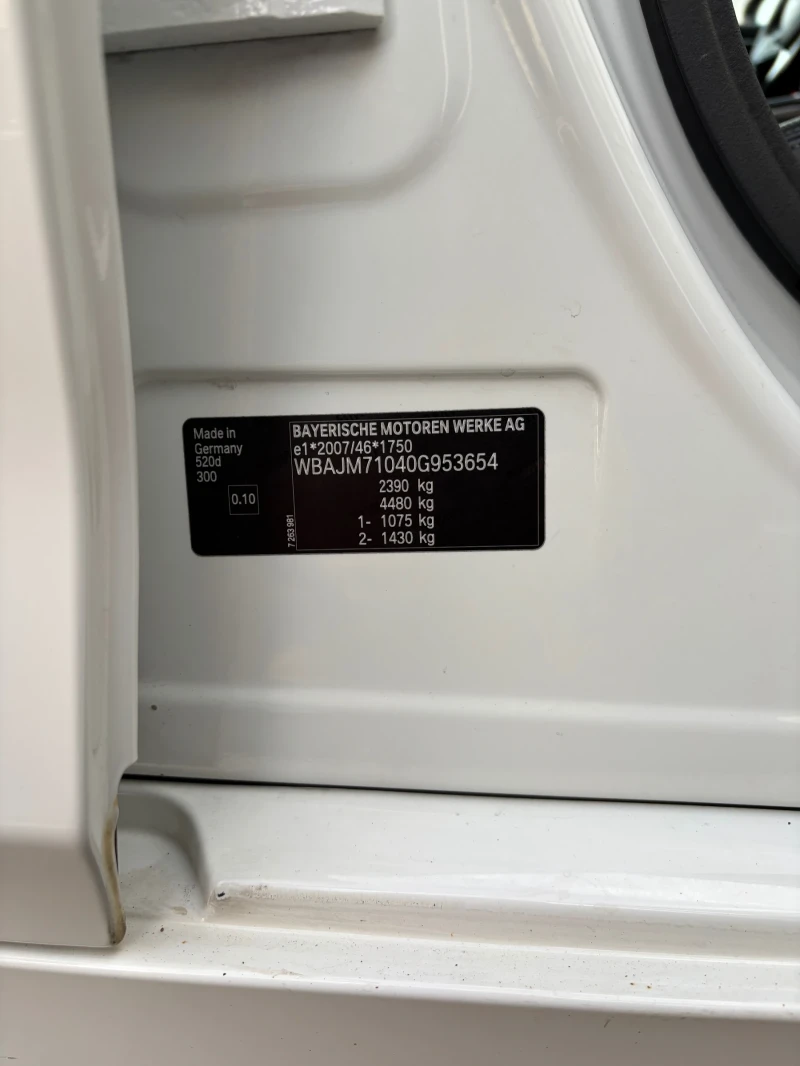 Made in
Germany
520d
300
0.10
7 263 981
BAYERISCHE MOTOREN WERKE AG
e1*2007/46*1750
WBAJM71040G953654
2390 kg
4480 kg
1- 1075 kg
2- 1430 kg